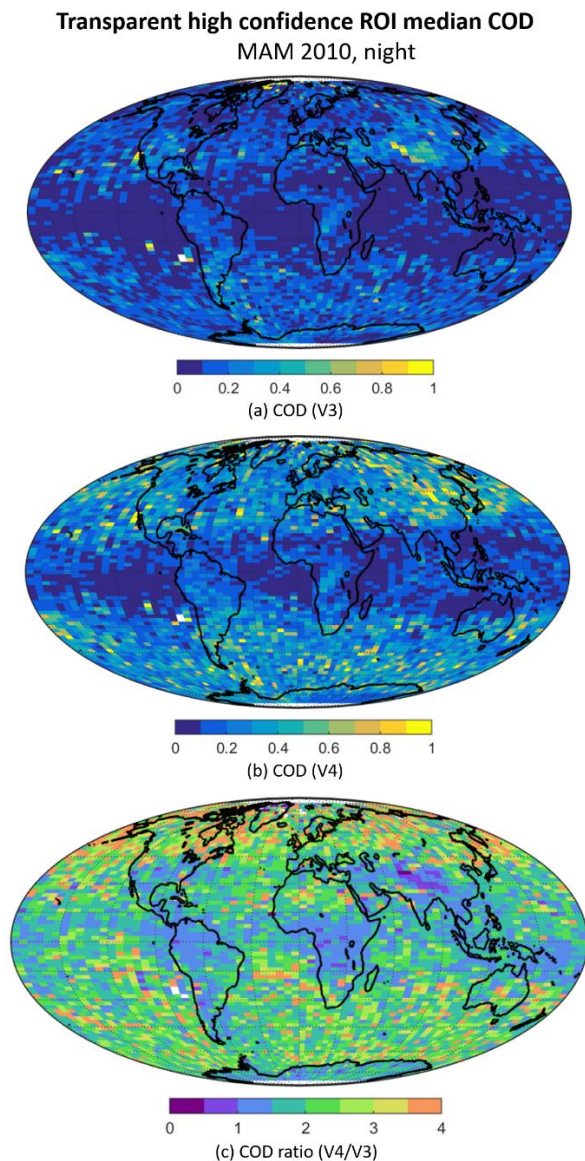 Transparent high confidence ROI median COD
MAM 2010, night
0 0.2 0.4 0.6 0.8 1
(a) COD (V3)
0 0.2 0.4 0.6 0.8 1
(b) COD (V4)
0 1 2 3 4
(c) COD ratio (V4/V3)